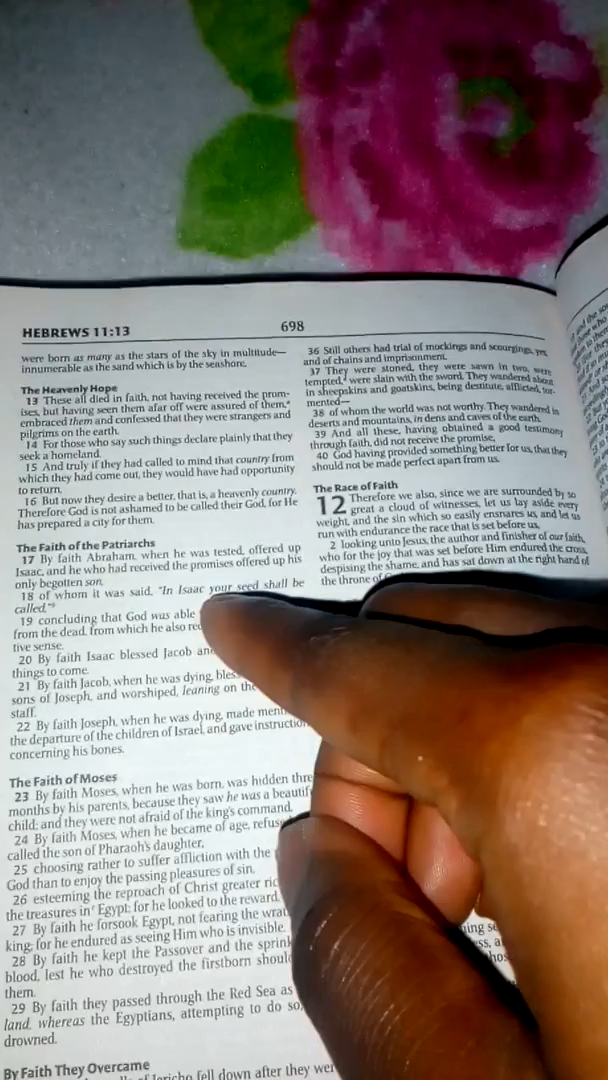 HEBREWS 11:13
698
were born as many as the stars of the sky in multitude—
innumerable as the sand which is by the seashore.
The Heavenly Hope
13 These all died in faith, not having received the prom-
ises, but having seen them afar off were assured of them,
embraced them and confessed that they were strangers and
pilgrims on the earth.
14 For those who say such things declare plainly that they
seek a homeland.
15 And truly if they had called to mind that country from
which they had come out, they would have had opportunity
to return.
16 But now they desire a better, that is, a heavenly country.
Therefore God is not ashamed to be called their God, for He
has prepared a city for them.
The Faith of the Patriarchs
17 By faith Abraham, when he was tested, offered up
Isaac, and he who had received the promises offered up his
only begotten son,
18 of whom it was said, "In Isaac your seed shall be
called,"
19 concluding that God was able
from the dead, from which he also
tive sense.
20 By faith Isaac blessed Jacob
things to come.
21 By faith Jacob, when he was dying,
sons of Joseph, and worshiped, leaning on the
staff.
22 By faith Joseph, when he was dying, made
the departure of the children of Israel, and gave
concerning his bones.
The Faith of Moses
23 By faith Moses, when he was born, was hidden
months by his parents, because they saw he was a
child; and they were not afraid of the king's command.
24 By faith Moses, when he became of age,
called the son of Pharaoh's daughter,
25 choosing rather to suffer affliction with the
God than to enjoy the passing pleasures of sin,
26 esteeming the reproach of Christ greater
the treasures in Egypt; for he looked to the reward.
27 By faith he forsook Egypt, not fearing the
king; for he endured as seeing Him who is invisible.
28 By faith he kept the Passover and the
blood, lest he who destroyed the firstborn
them.
29 By faith they passed through the Red Sea as
land, whereas the Egyptians, attempting to do so,
drowned.
By Faith They Overcame
fell down after they
36 Still others had trial of mockings and scourgings, yes,
and of chains and imprisonment.
37 They were stoned, they were sawn in two, were
tempted, were slain with the sword. They wandered about
in sheepskins and goatskins, being destitute, afflicted, tor-
mented—
38 of whom the world was not worthy. They wandered in
deserts and mountains, in dens and caves of the earth.
39 And all these, having obtained a good testimony
through faith, did not receive the promise,
40 God having provided something better for us, that they
should not be made perfect apart from us.
The Race of Faith
12 Therefore we also, since we are surrounded by so
great a cloud of witnesses, let us lay aside every
weight, and the sin which so easily ensnares us, and let us
run with endurance the race that is set before us,
2 looking unto Jesus, the author and finisher of our faith,
who for the joy that was set before Him endured the cross,
despising the shame, and has sat down at the right hand of
the throne of